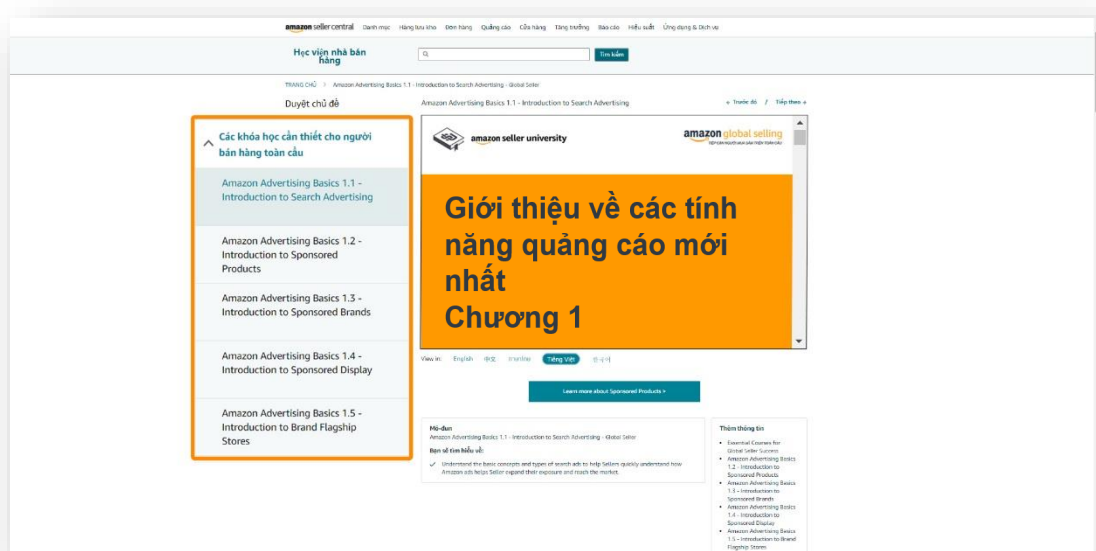 amazon seller central Danh mục Hàng lưu kho Đơn hàng Quảng cáo Cửa hàng Tăng trưởng Báo cáo Hiệu suất Ứng dụng & Dịch vụ
Học viện nhà bán
hàng
Tìm kiếm
TRANG CHỦ > Amazon Advertising Basics 1.1 - Introduction to Search Advertising - Global Seller
Duyệt chủ đề
Amazon Advertising Basics 1.1 - Introduction to Search Advertising
« Trước đó / Tiếp theo »
Các khóa học cần thiết cho người
bán hàng toàn cầu
Amazon Advertising Basics 1.1 -
Introduction to Search Advertising
Amazon Advertising Basics 1.2 -
Introduction to Sponsored
Products
Amazon Advertising Basics 1.3 -
Introduction to Sponsored Brands
Amazon Advertising Basics 1.4 -
Introduction to Sponsored Display
Amazon Advertising Basics 1.5 -
Introduction to Brand Flagship
Stores
amazon seller university
amazon global selling
Giới thiệu về các tính
năng quảng cáo mới
nhất
Chương 1
View in: English 中文 Tiếng Việt 한국어
Learn more about Sponsored Products >
Mô-đun
Amazon Advertising Basics 1.1 - Introduction to Search Advertising - Global Seller
Bạn sẽ tìm hiểu về:
✓ Understand the basic concepts and types of search ads to help Sellers quickly understand how
Amazon ads helps Seller expand their exposure and reach the market.
Thêm thông tin
• Essential Courses for
Global Seller Success
• Amazon Advertising Basics
1.2 - Introduction to
Sponsored Products
• Amazon Advertising Basics
1.3 - Introduction to
Sponsored Brands
• Amazon Advertising Basics
1.4 - Introduction to
Sponsored Display
• Amazon Advertising Basics
1.5 - Introduction to Brand
Flagship Stores